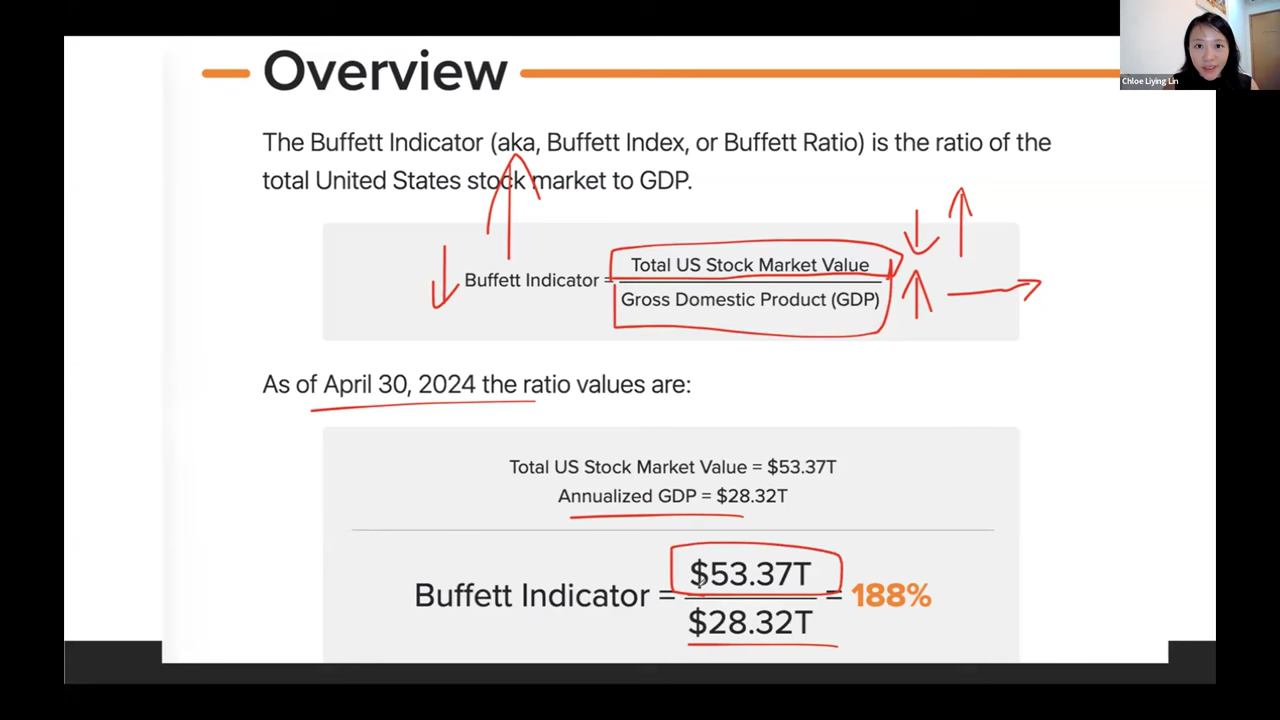 Overview
Chloe Liying Lin
The Buffett Indicator (aka, Buffett Index, or Buffett Ratio) is the ratio of the
total United States stock market to GDP.
Buffett Indicator = Total US Stock Market Value
Gross Domestic Product (GDP)
As of April 30, 2024 the ratio values are:
Total US Stock Market Value = $53.37T
Annualized GDP = $28.32T
Buffett Indicator = $53.37T
$28.32T
= 188%